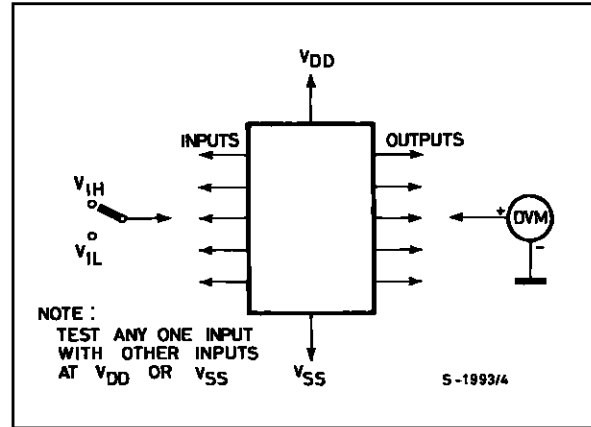 VDD
INPUTS
OUTPUTS
VIH
+
DVM
-
VIL
NOTE :
TEST ANY ONE INPUT
WITH OTHER INPUTS
AT VDD OR VSS
VSS
S-1993/4